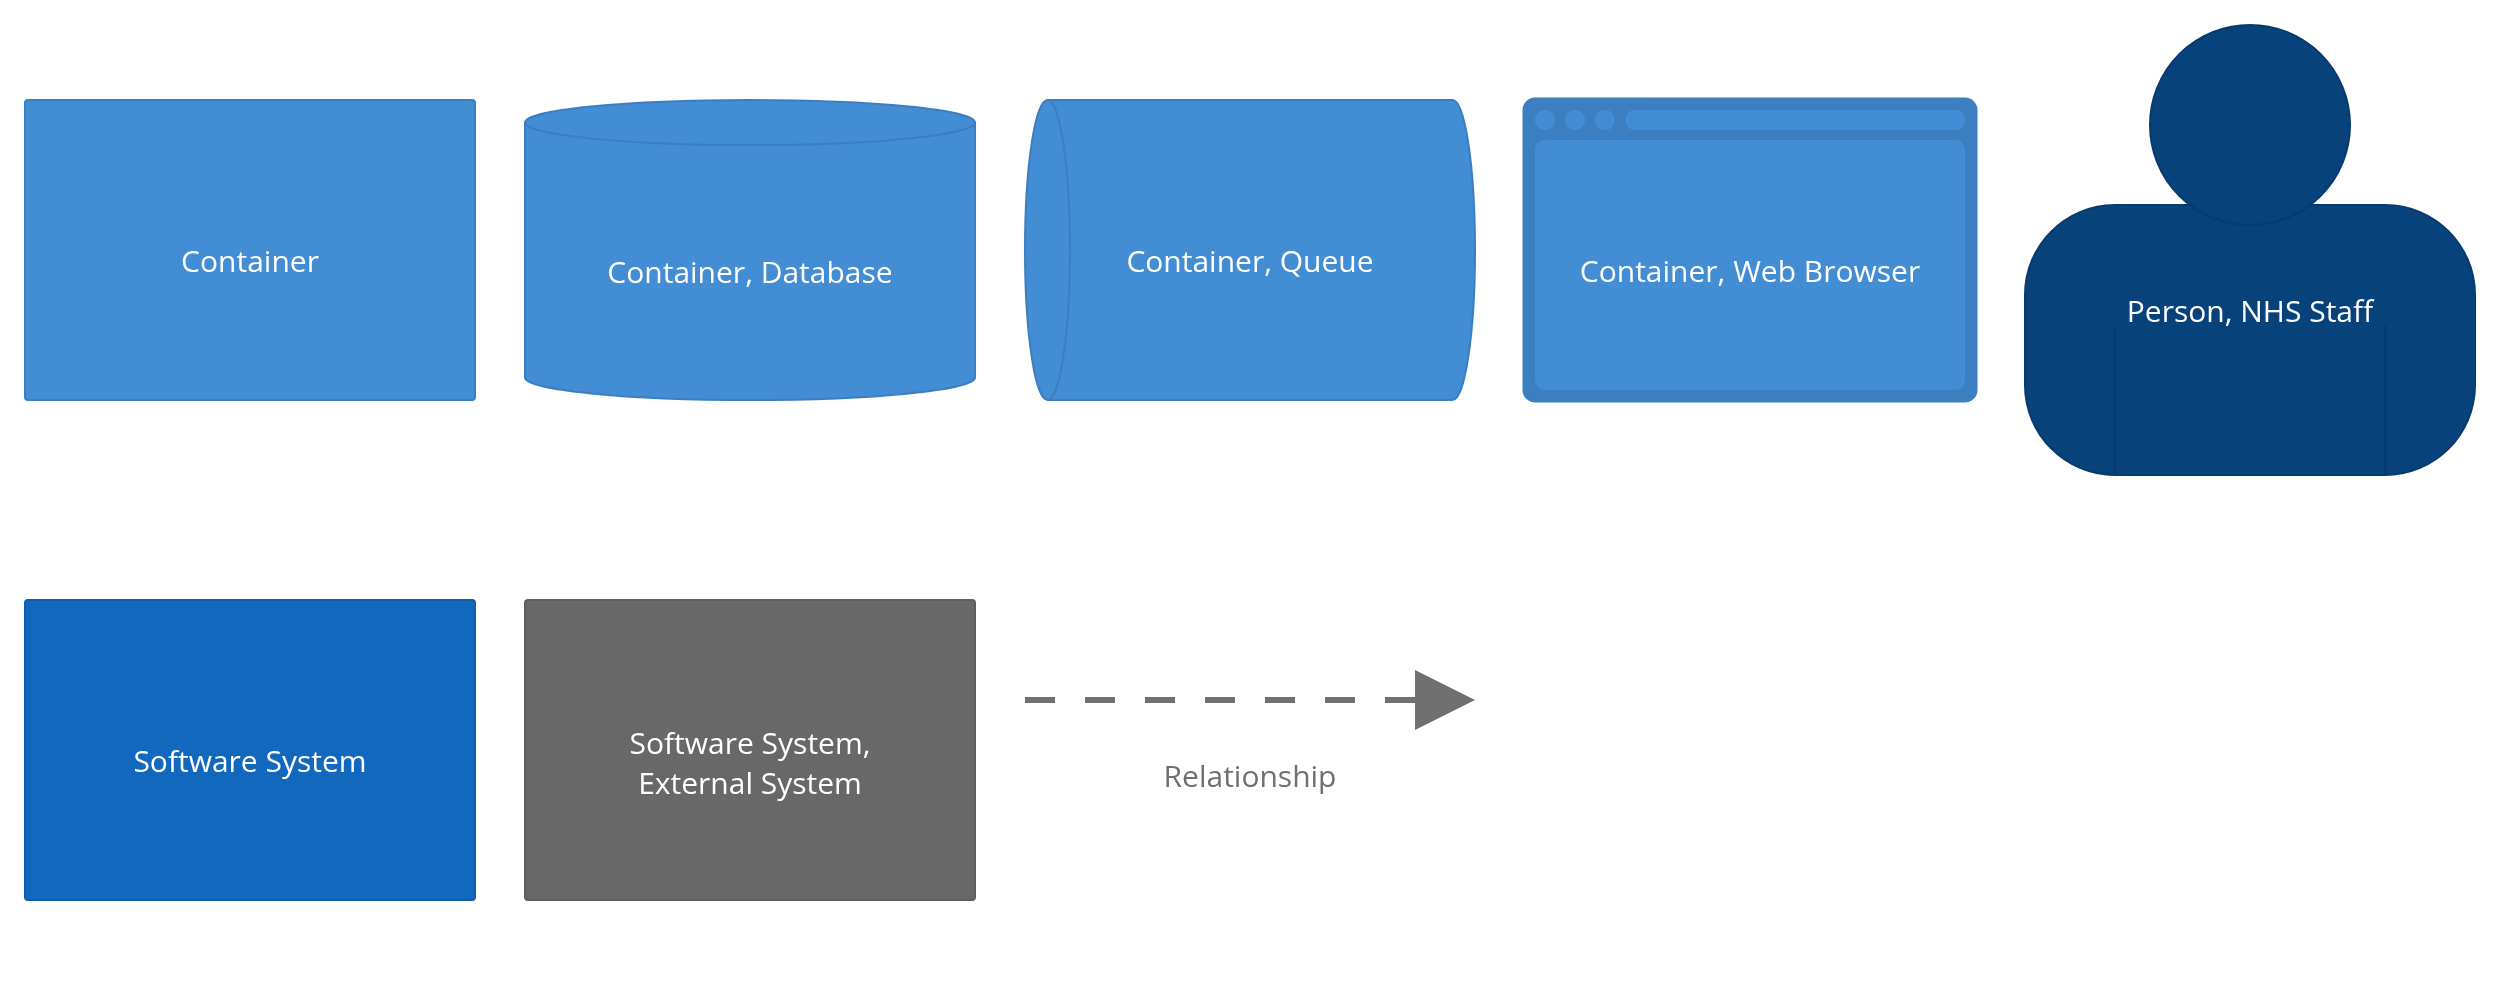 Container
Container, Database
Container, Queue
Container, Web Browser
Person, NHS Staff
Software System
Software System,
External System
Relationship